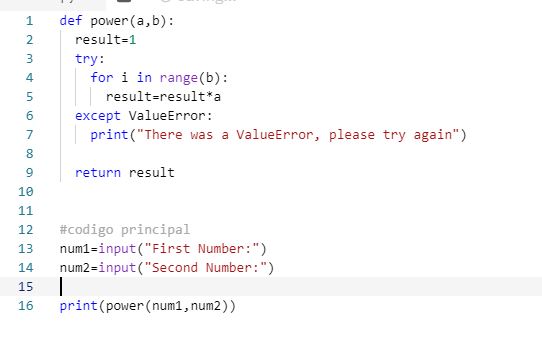 1 def power(a,b):
2   result=1
3   try:
4     for i in range(b):
5       result=result*a
6   except ValueError:
7     print("There was a ValueError, please try again")
8
9   return result
10
11
12 #codigo principal
13 num1=input("First Number:")
14 num2=input("Second Number:")
15
16 print(power(num1,num2))